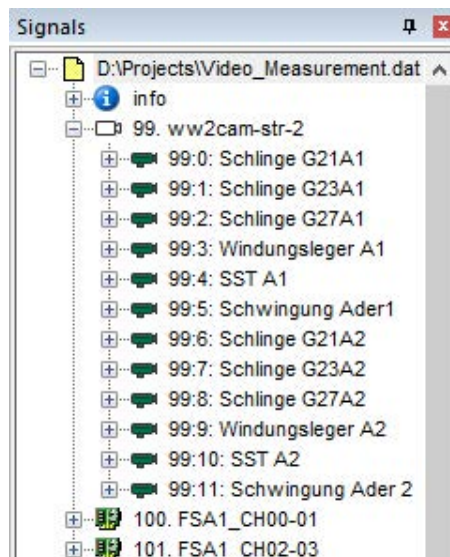 Signals
D:\Projects\Video_Measurement.dat
info
99. ww2cam-str-2
99:0: Schlinge G21A1
99:1: Schlinge G23A1
99:2: Schlinge G27A1
99:3: Windungsleger A1
99:4: SST A1
99:5: Schwingung Ader1
99:6: Schlinge G21A2
99:7: Schlinge G23A2
99:8: Schlinge G27A2
99:9: Windungsleger A2
99:10: SST A2
99:11: Schwingung Ader 2
100. FSA1_CH00-01
101. FSA1_CH02-03